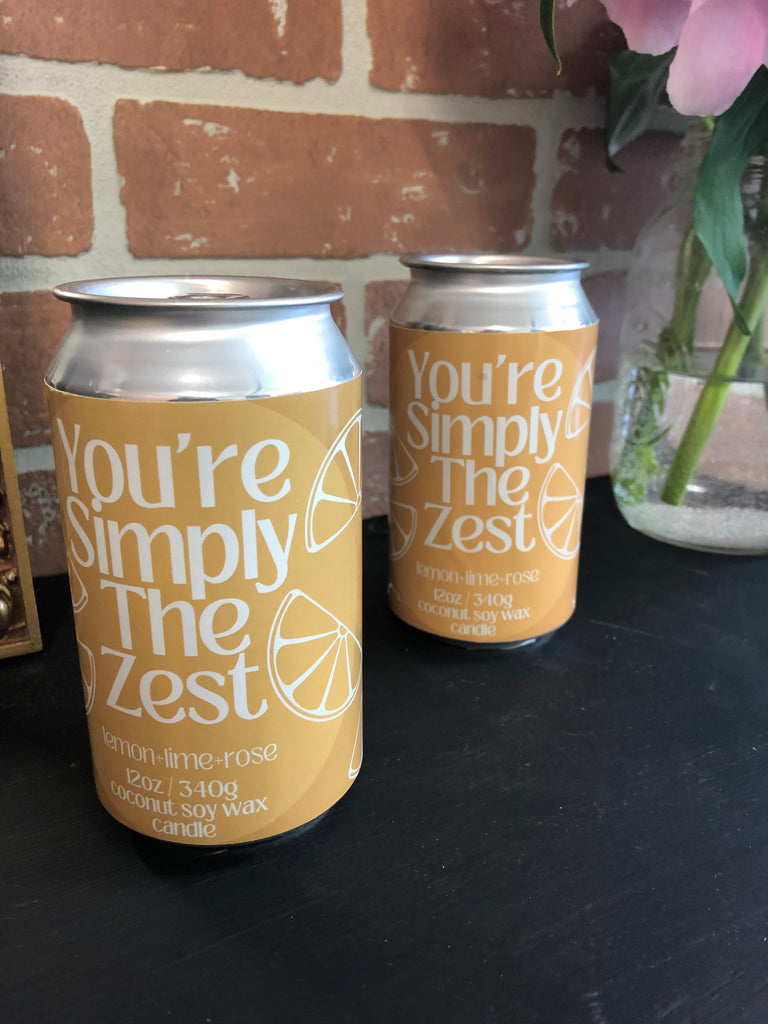 You're
Simply
The
Zest
lemon+lime+rose
12oz / 340g
coconut soy wax
candle
You're
Simply
The
Zest
lemon+lime+rose
12oz / 340g
coconut soy wax
candle